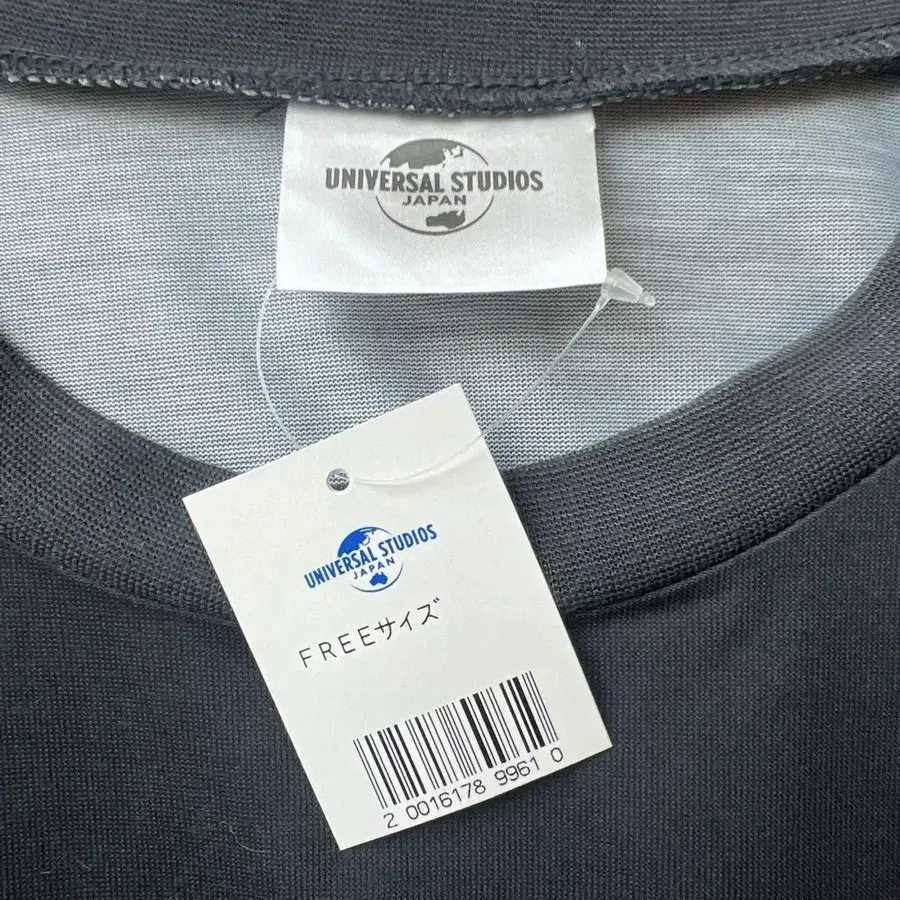 UNIVERSAL STUDIOS
JAPAN
UNIVERSAL STUDIOS
JAPAN
FREEサイズ
2 0016178 9961 0